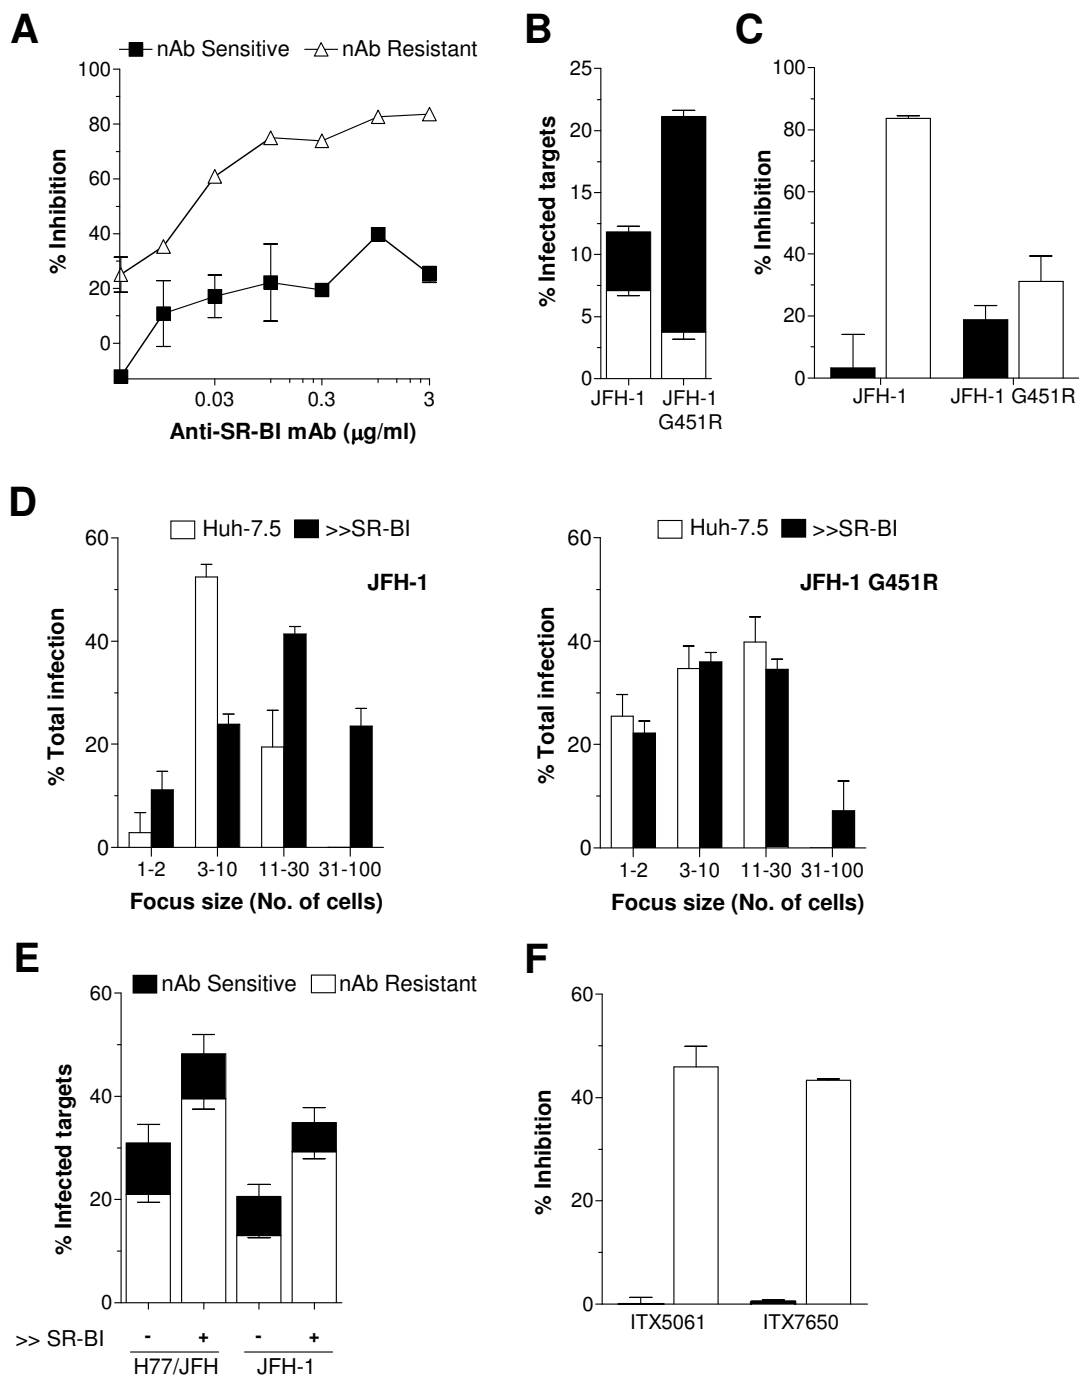 A
nAb Sensitive nAb Resistant
100
80
60
40
20
0
% Inhibition
0.03 0.3 3
Anti-SR-BI mAb (μg/ml)
B
25
20
15
10
5
0
% Infected targets
JFH-1 JFH-1
G451R
C
100
80
60
40
20
0
% Inhibition
JFH-1 JFH-1 G451R
D
Huh-7.5 >>SR-BI
JFH-1
60
40
20
0
% Total infection
1-2 3-10 11-30 31-100
Focus size (No. of cells)
Huh-7.5 >>SR-BI
JFH-1 G451R
60
40
20
0
% Total infection
1-2 3-10 11-30 31-100
Focus size (No. of cells)
E
nAb Sensitive nAb Resistant
60
40
20
0
% Infected targets
>> SR-BI - + - +
H77/JFH JFH-1
F
60
40
20
0
% Inhibition
ITX5061 ITX7650